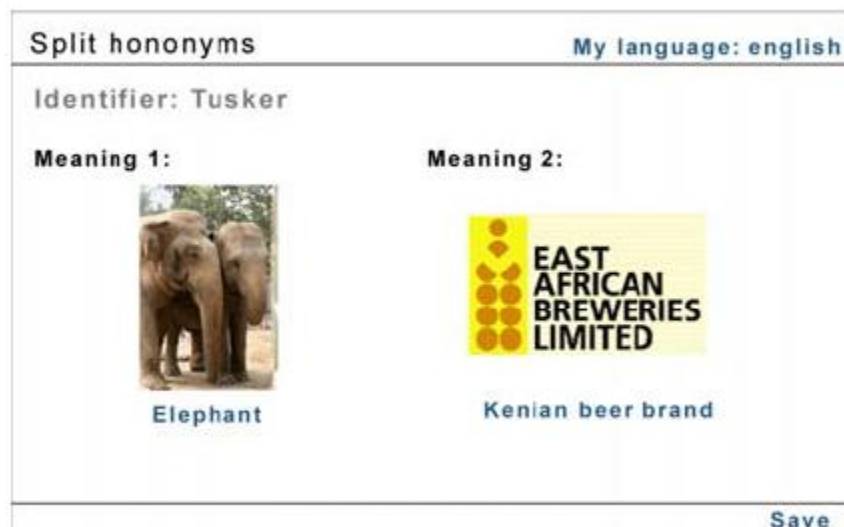 Split hononyms
My language: english
Identifier: Tusker
Meaning 1:
Meaning 2:
EAST
AFRICAN
BREWERIES
LIMITED
Elephant
Kenian beer brand
Save